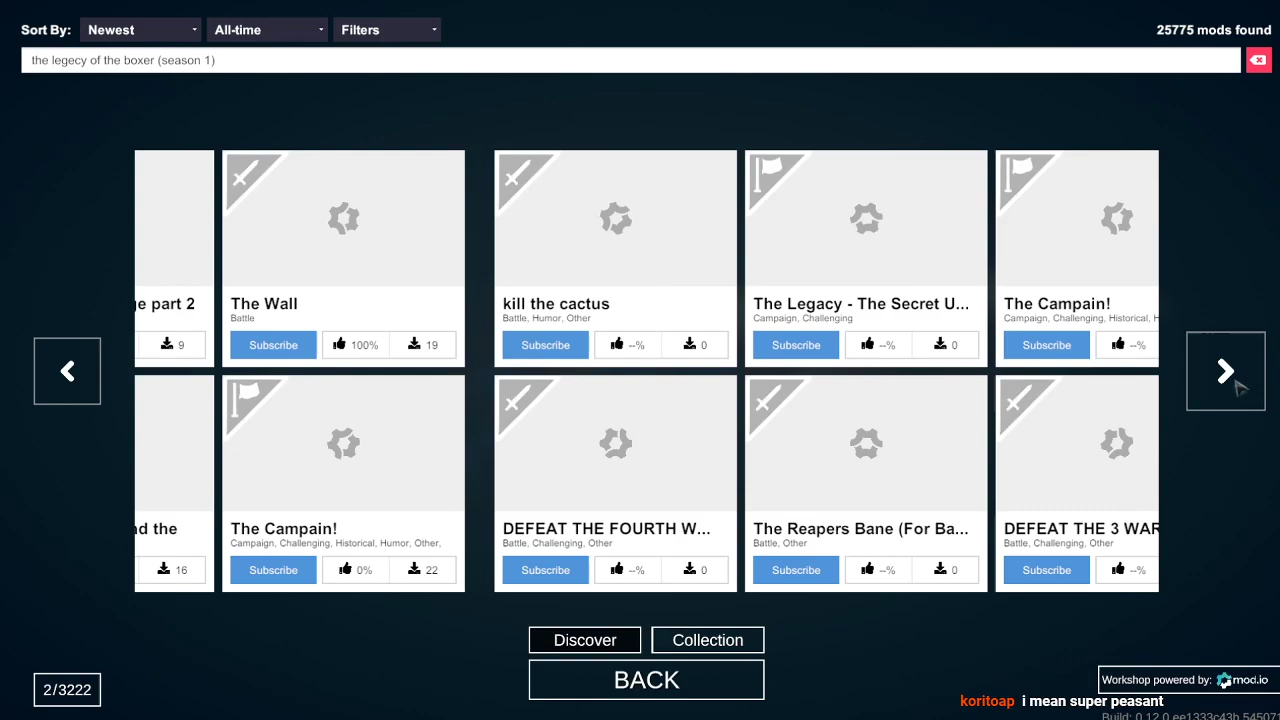 Sort By: Newest All-time Filters 25775 mods found
the legecy of the boxer (season 1)
ge part 2
9
The Wall
Battle
Subscribe 100% 19
kill the cactus
Battle, Humor, Other
Subscribe --% 0
The Legacy - The Secret U...
Campaign, Challenging
Subscribe --% 0
The Campain!
Campaign, Challenging, Historical, H
Subscribe --%
nd the
16
The Campain!
Campaign, Challenging, Historical, Humor, Other,
Subscribe 0% 22
DEFEAT THE FOURTH W...
Battle, Challenging, Other
Subscribe --% 0
The Reapers Bane (For Ba...
Battle, Other
Subscribe --% 0
DEFEAT THE 3 WAR
Battle, Challenging, Other
Subscribe --%
Discover Collection
BACK
2/3222
Workshop powered by: mod.io
koritoap i mean super peasant